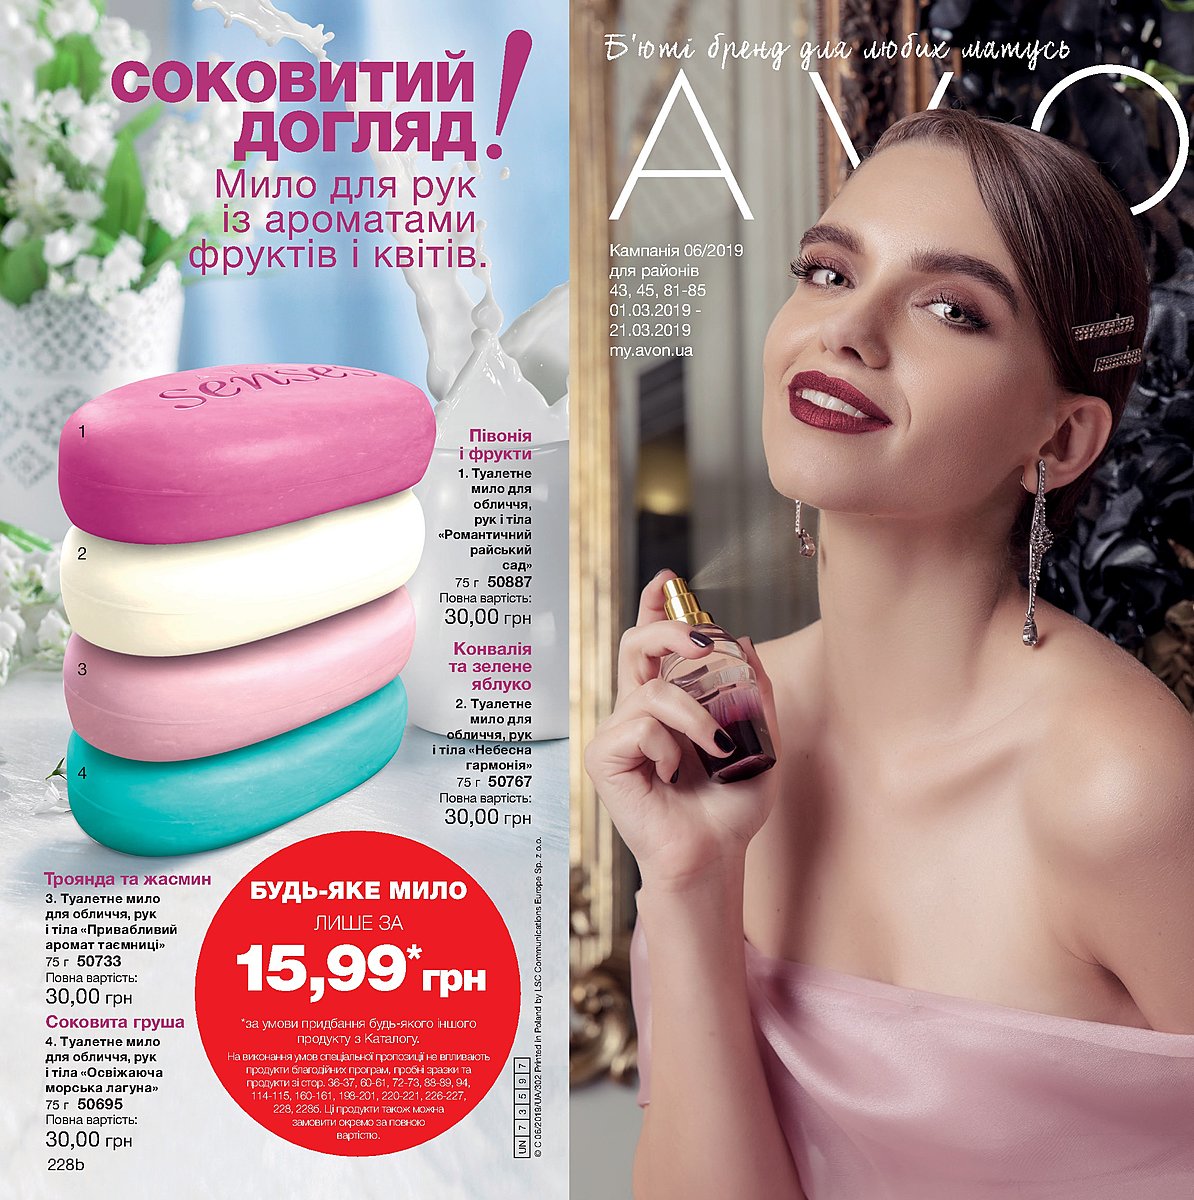 СОКОВИТИЙ
ДОГЛЯД!
Мило для рук
із ароматами
фруктів і квітів.
senses
1
2
3
4
Півонія
і фрукти
1. Туалетне
мило для
обличчя,
рук і тіла
«Романтичний
райський
сад»
75 г 50887
Повна вартість:
30,00 грн
Конвалія
та зелене
яблуко
2. Туалетне
мило для
обличчя, рук
і тіла «Небесна
гармонія»
75 г 50767
Повна вартість:
30,00 грн
Троянда та жасмин
3. Туалетне мило
для обличчя, рук
і тіла «Привабливий
аромат таємниці»
75 г 50733
Повна вартість:
30,00 грн
Соковита груша
4. Туалетне мило
для обличчя, рук
і тіла «Освіжаюча
морська лагуна»
75 г 50695
Повна вартість:
30,00 грн
228b
БУДЬ-ЯКЕ МИЛО
ЛИШЕ ЗА
15,99* грн
*за умови придбання будь-якого іншого
продукту з Каталогу.
На виконання умов спеціальної пропозиції не впливають
продукти благодійних програм, пробні зразки та
продукти зі стор. 36-37, 60-61, 72-73, 88-89, 94,
114-115, 160-161, 198-201, 220-221, 226-227,
228, 228б. Ці продукти також можна
замовити окремо за повною
вартістю.
UN 7 3 5 9 7
© C 06/2019/UA/302 Printed in Poland by LSC Communications Europe Sp. z o.o.
Б'юті бренд для любих матусь
AVO
Кампанія 06/2019
для районів
43, 45, 81-85
01.03.2019 -
21.03.2019
my.avon.ua